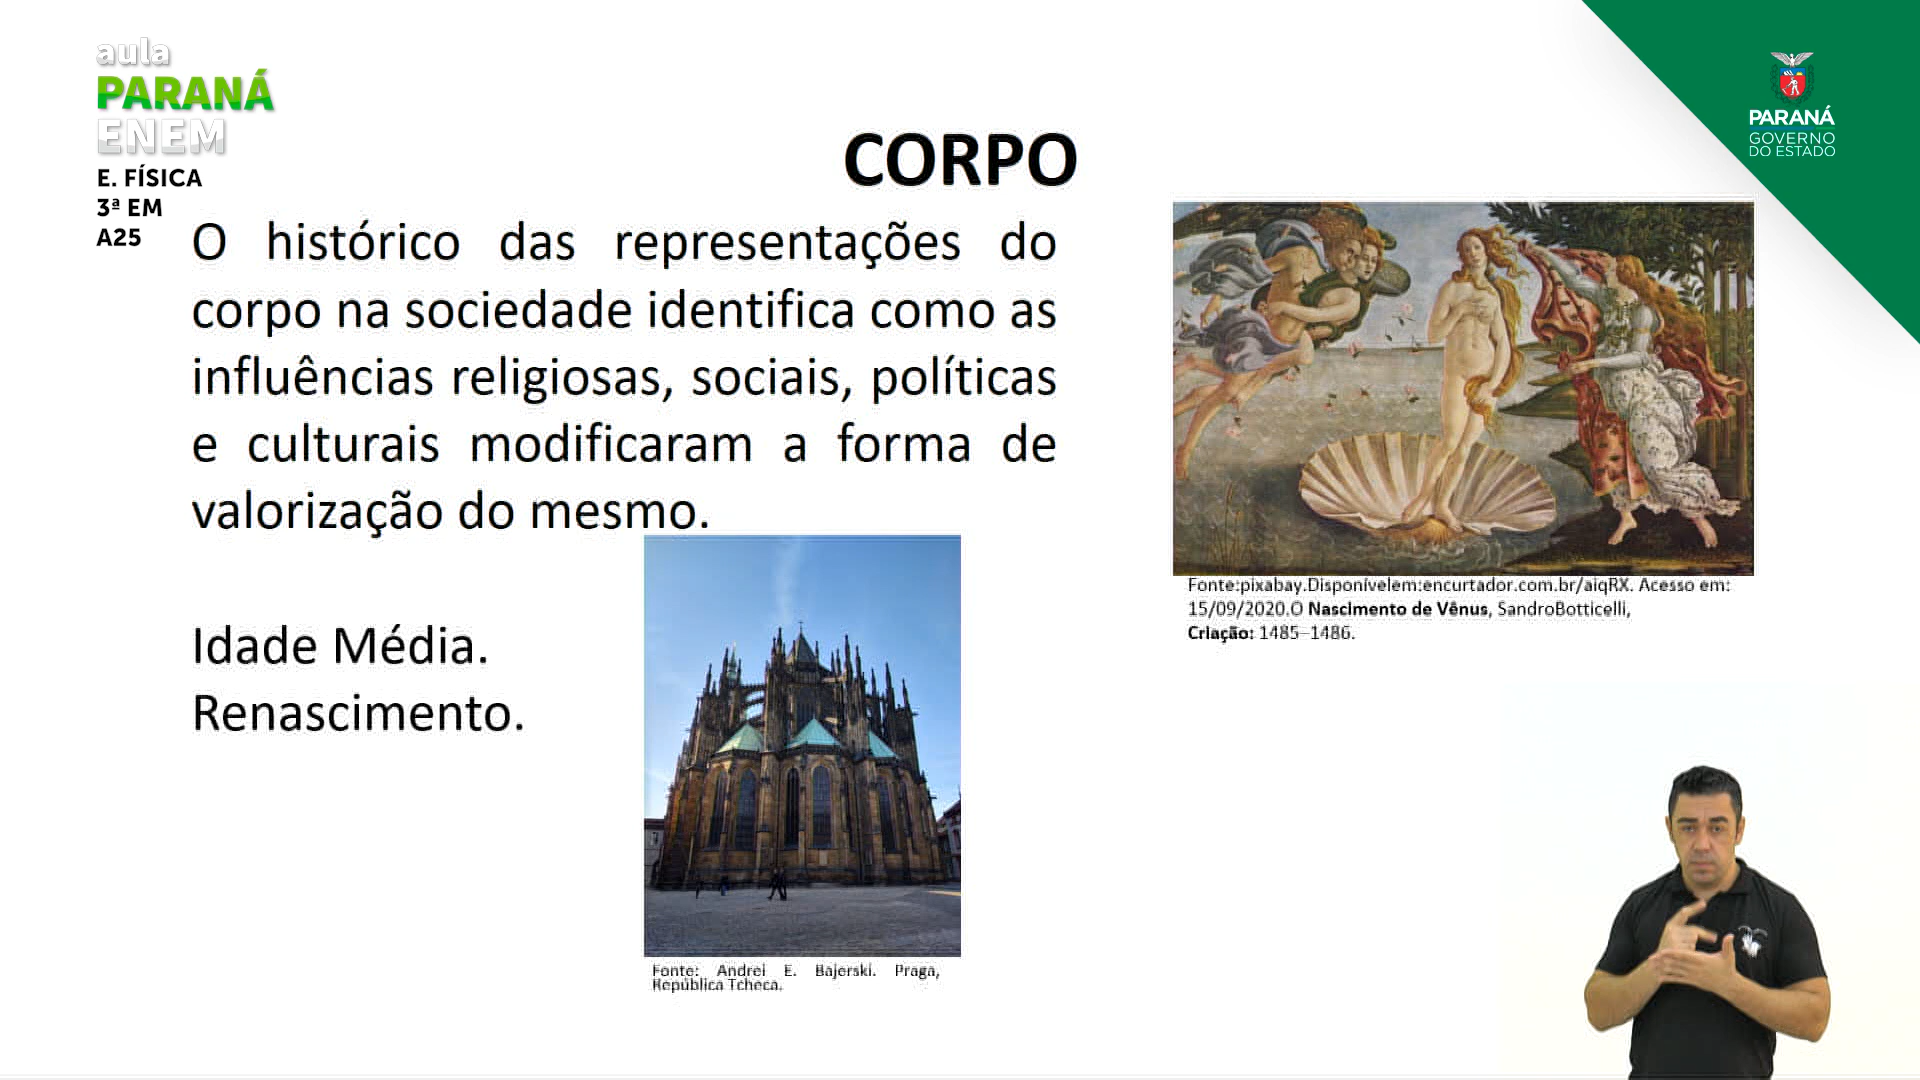 aula
PARANÁ
ENEM
E. FÍSICA
3ª EM
A25
PARANÁ
GOVERNO
DO ESTADO
CORPO
O histórico das representações do
corpo na sociedade identifica como as
influências religiosas, sociais, políticas
e culturais modificaram a forma de
valorização do mesmo.
Idade Média.
Renascimento.
Fonte:pixabay.Disponívelem:encurtador.com.br/aiqRX. Acesso em:
15/09/2020.O Nascimento de Vênus, SandroBotticelli,
Criação: 1485–1486.
Fonte: Andrei E. Bajerski. Praga,
República Tcheca.